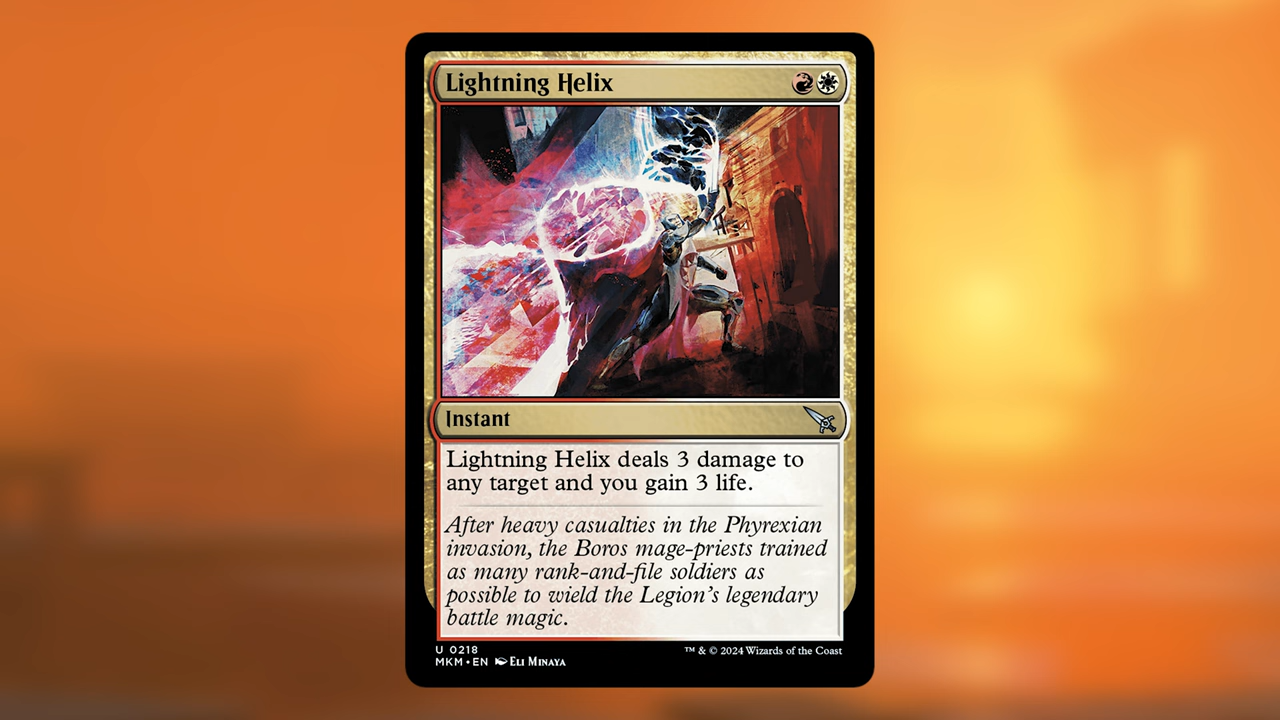 Lightning Helix
Instant
Lightning Helix deals 3 damage to
any target and you gain 3 life.
After heavy casualties in the Phyrexian
invasion, the Boros mage-priests trained
as many rank-and-file soldiers as
possible to wield the Legion's legendary
battle magic.
U 0218
MKM • EN Eli Minaya
™ & © 2024 Wizards of the Coast